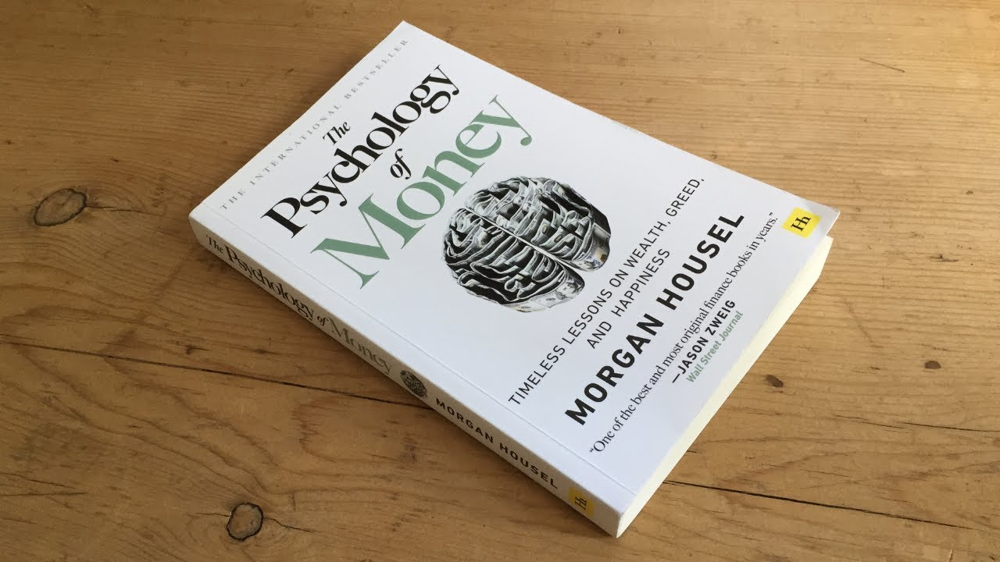 THE INTERNATIONAL BESTSELLER
The
Psychology
of
Money
TIMELESS LESSONS ON WEALTH, GREED,
AND HAPPINESS
MORGAN HOUSEL
“One of the best and most original finance books in years.”
—JASON ZWEIG
Wall Street Journal
Hh
The Psychology of Money MORGAN HOUSEL Hh